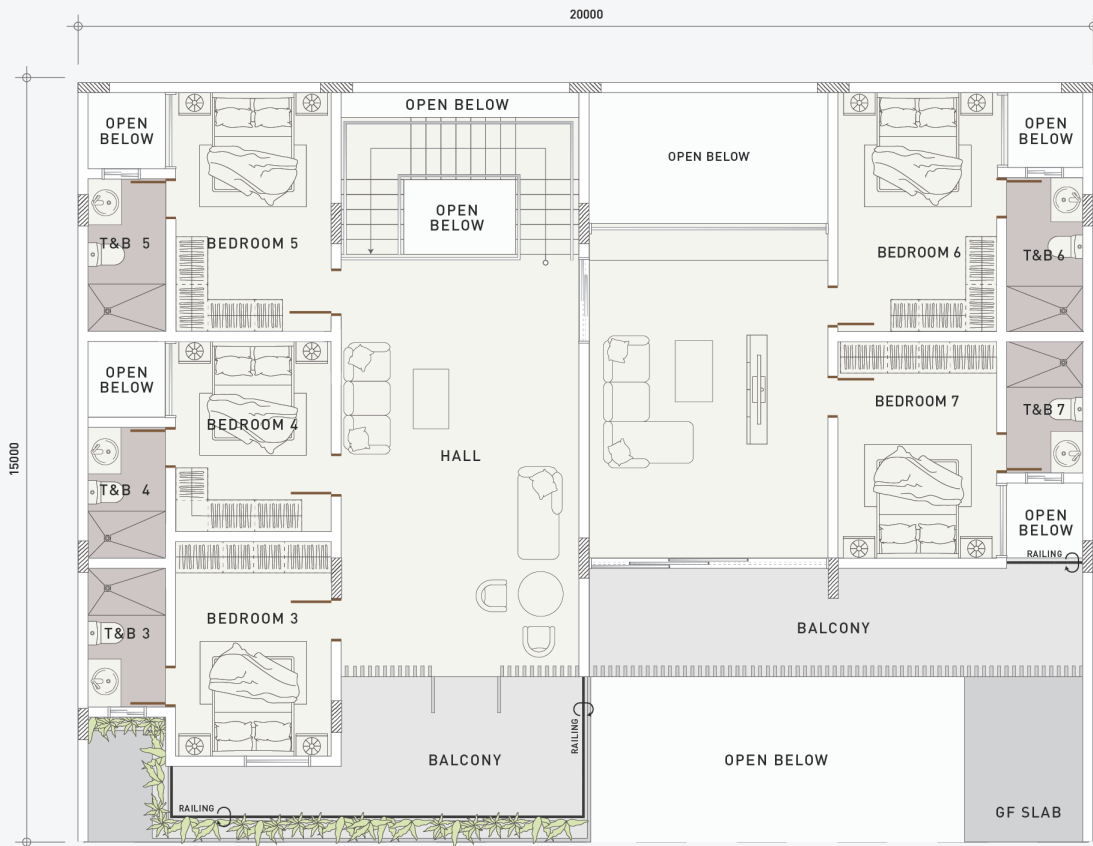 20000
OPEN BELOW
OPEN
BELOW
OPEN BELOW
OPEN
BELOW
OPEN
BELOW
T&B 5
BEDROOM 5
BEDROOM 6
T&B 6
OPEN
BELOW
BEDROOM 7
T&B 7
BEDROOM 4
HALL
15000
T&B 4
OPEN
BELOW
RAILING
BEDROOM 3
T&B 3
BALCONY
RAILING
BALCONY
OPEN BELOW
RAILING
GF SLAB